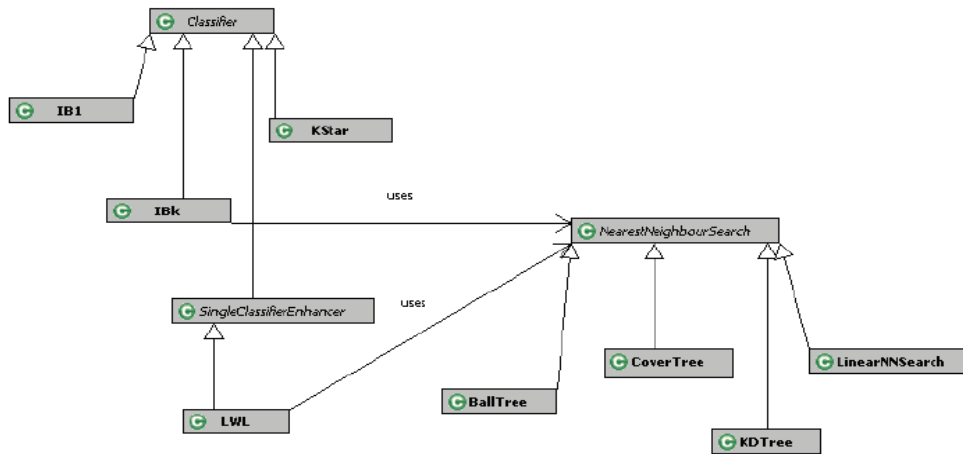 Classifier
IB1
KStar
IBk
uses
NearestNeighbourSearch
SingleClassifierEnhancer
uses
CoverTree
LinearNNSearch
BallTree
LWL
KDTree